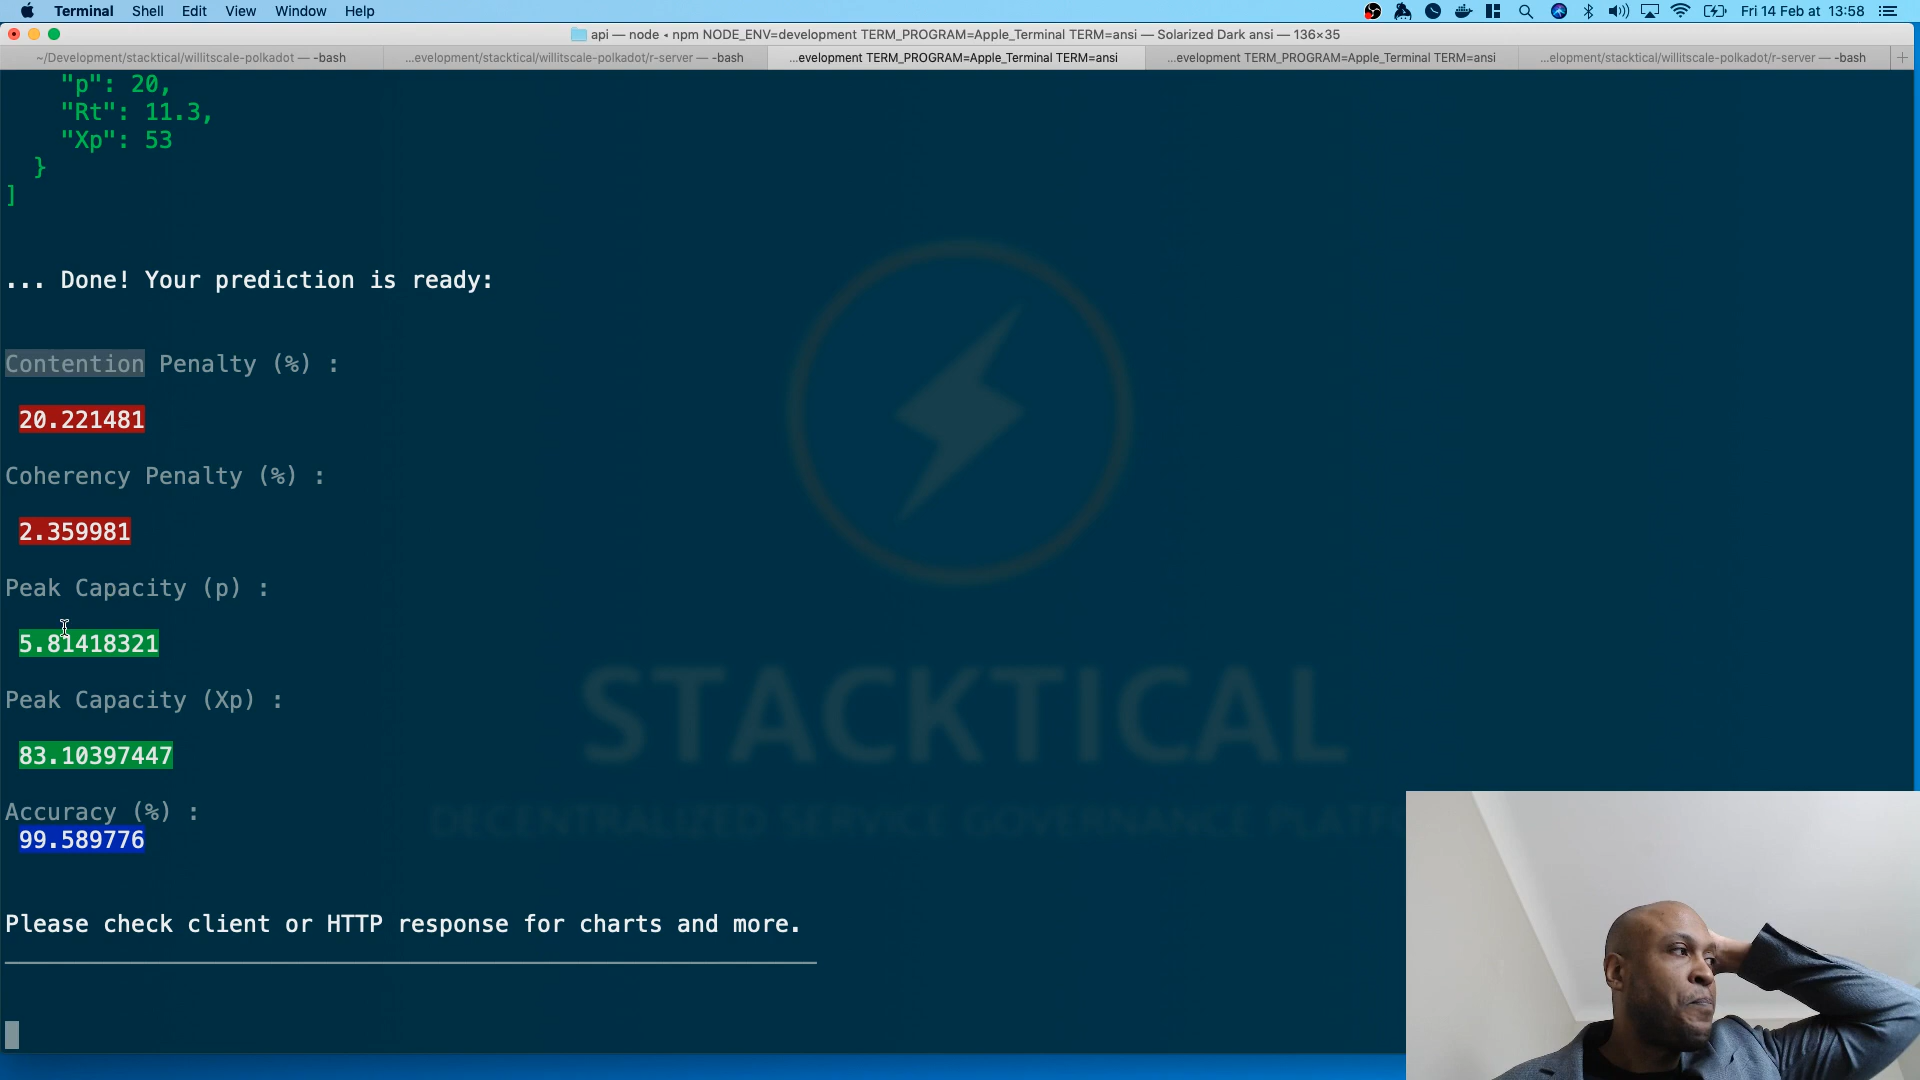 Terminal Shell Edit View Window Help Fri 14 Feb at 13:58
api — node ◂ npm NODE_ENV=development TERM_PROGRAM=Apple_Terminal TERM=ansi — Solarized Dark ansi — 136×35
~/Development/stacktical/willitscale-polkadot — -bash ...evelopment/stacktical/willitscale-polkadot/r-server — -bash ...evelopment TERM_PROGRAM=Apple_Terminal TERM=ansi ...evelopment TERM_PROGRAM=Apple_Terminal TERM=ansi ...elopment/stacktical/willitscale-polkadot/r-server — -bash
"p": 20,
"Rt": 11.3,
"Xp": 53
}
]
... Done! Your prediction is ready:
Contention Penalty (%) :
20.221481
Coherency Penalty (%) :
2.359981
Peak Capacity (p) :
5.81418321
Peak Capacity (Xp) :
83.10397447
Accuracy (%) :
99.589776
Please check client or HTTP response for charts and more.
STACKTICAL
DECENTRALIZED SERVICE GOVERNANCE